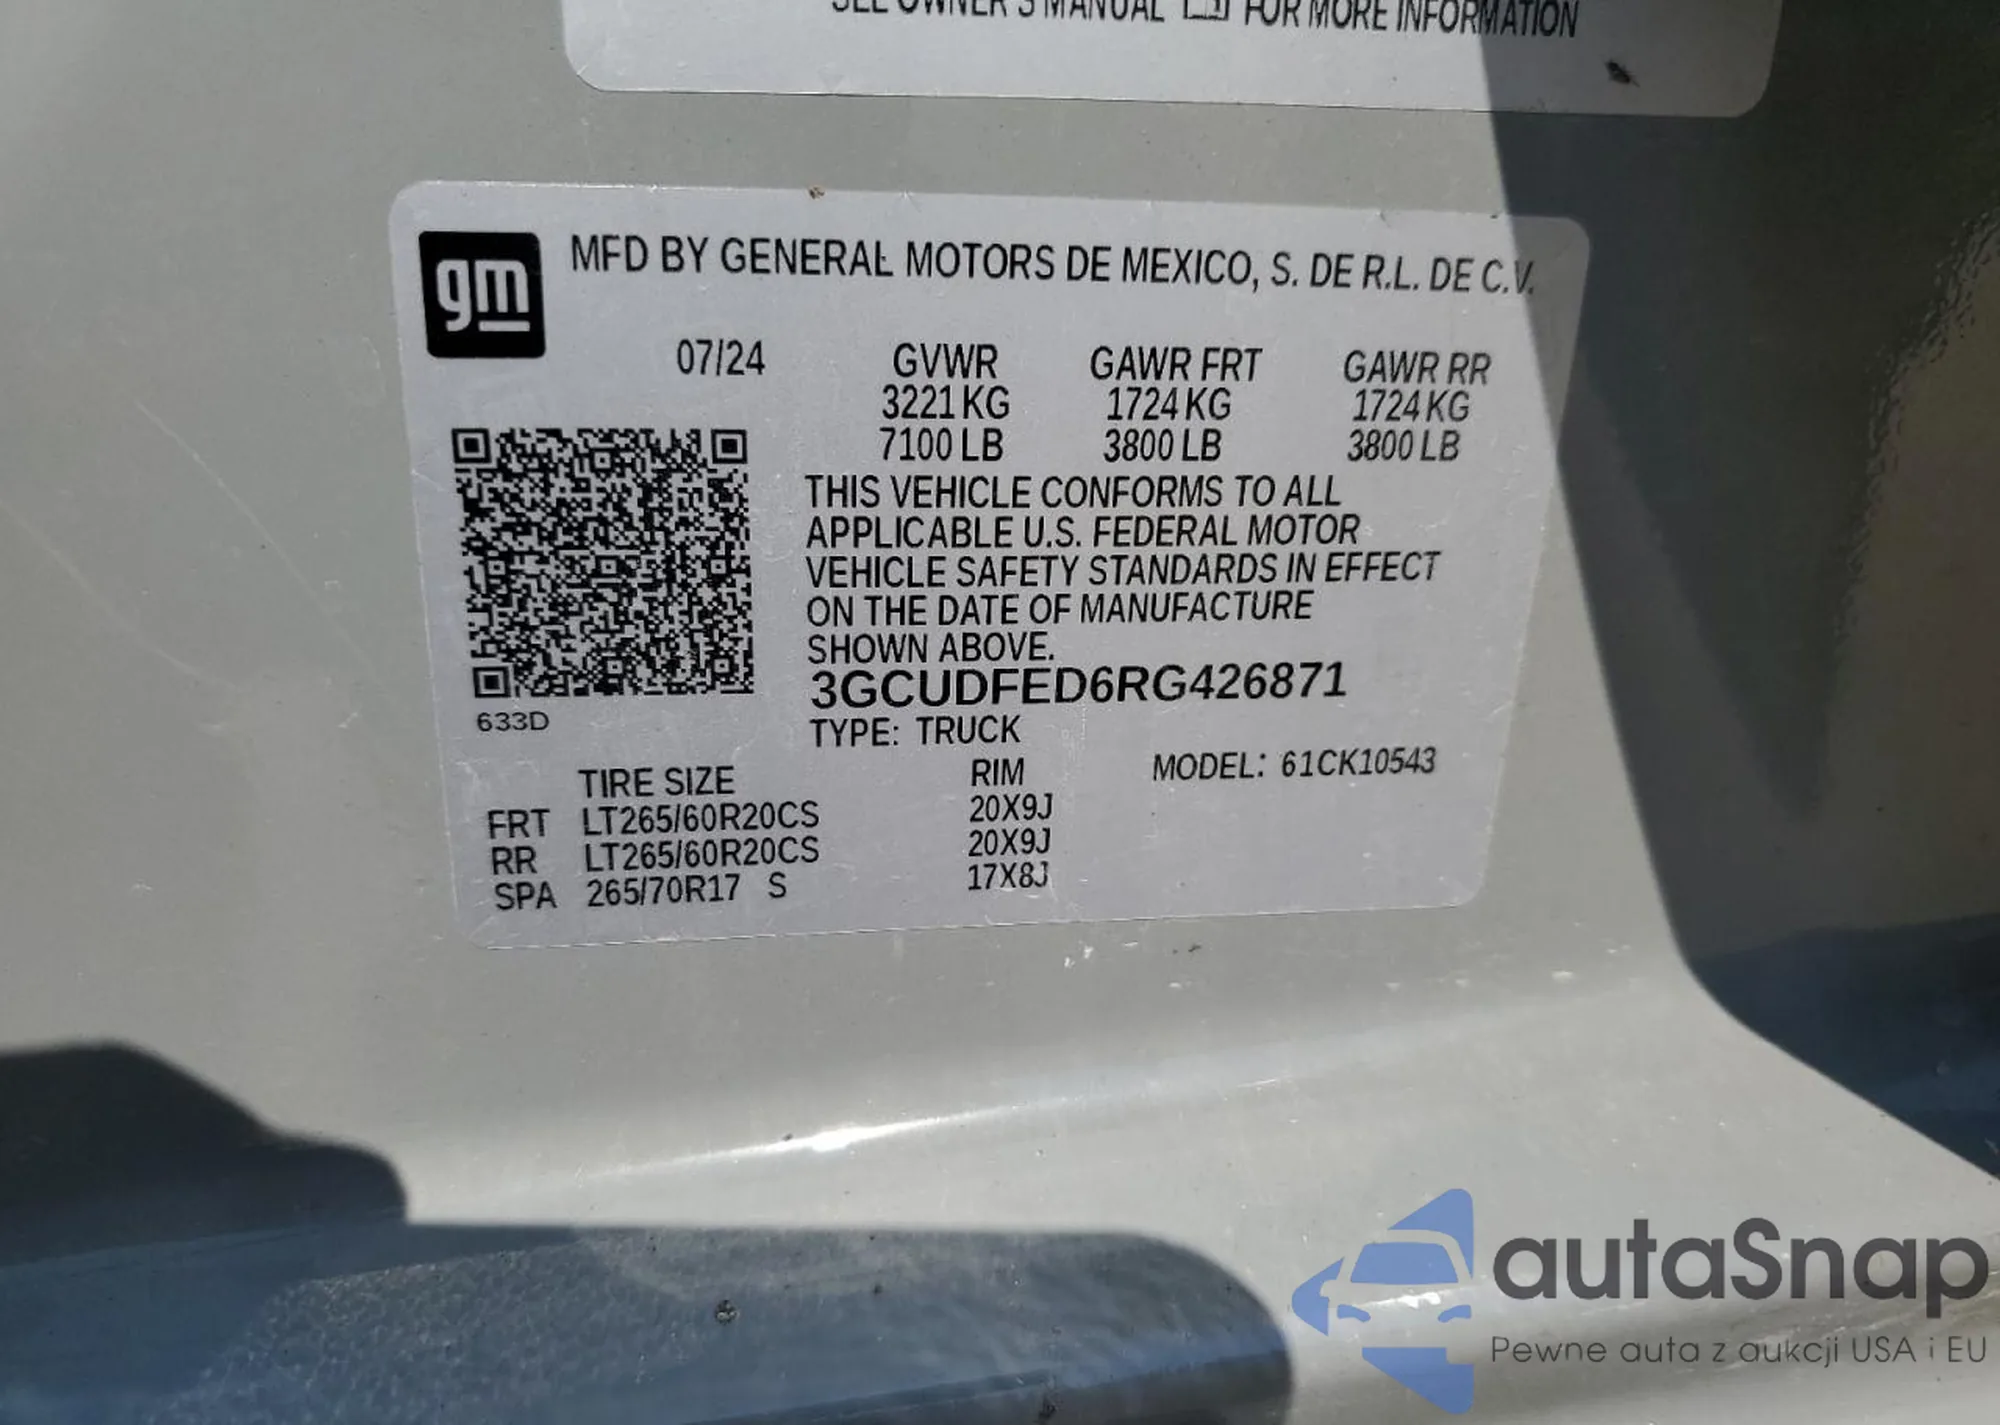 SEE OWNER'S MANUAL FOR MORE INFORMATION
gm
MFD BY GENERAL MOTORS DE MEXICO, S. DE R.L. DE C.V.
07/24 GVWR GAWR FRT GAWR RR
3221 KG 1724 KG 1724 KG
7100 LB 3800 LB 3800 LB
THIS VEHICLE CONFORMS TO ALL
APPLICABLE U.S. FEDERAL MOTOR
VEHICLE SAFETY STANDARDS IN EFFECT
ON THE DATE OF MANUFACTURE
SHOWN ABOVE.
3GCUDFED6RG426871
633D
TYPE: TRUCK
MODEL: 61CK10543
TIRE SIZE RIM
FRT LT265/60R20CS 20X9J
RR LT265/60R20CS 20X9J
SPA 265/70R17 S 17X8J
autaSnap
Pewne auta z aukcji USA i EU